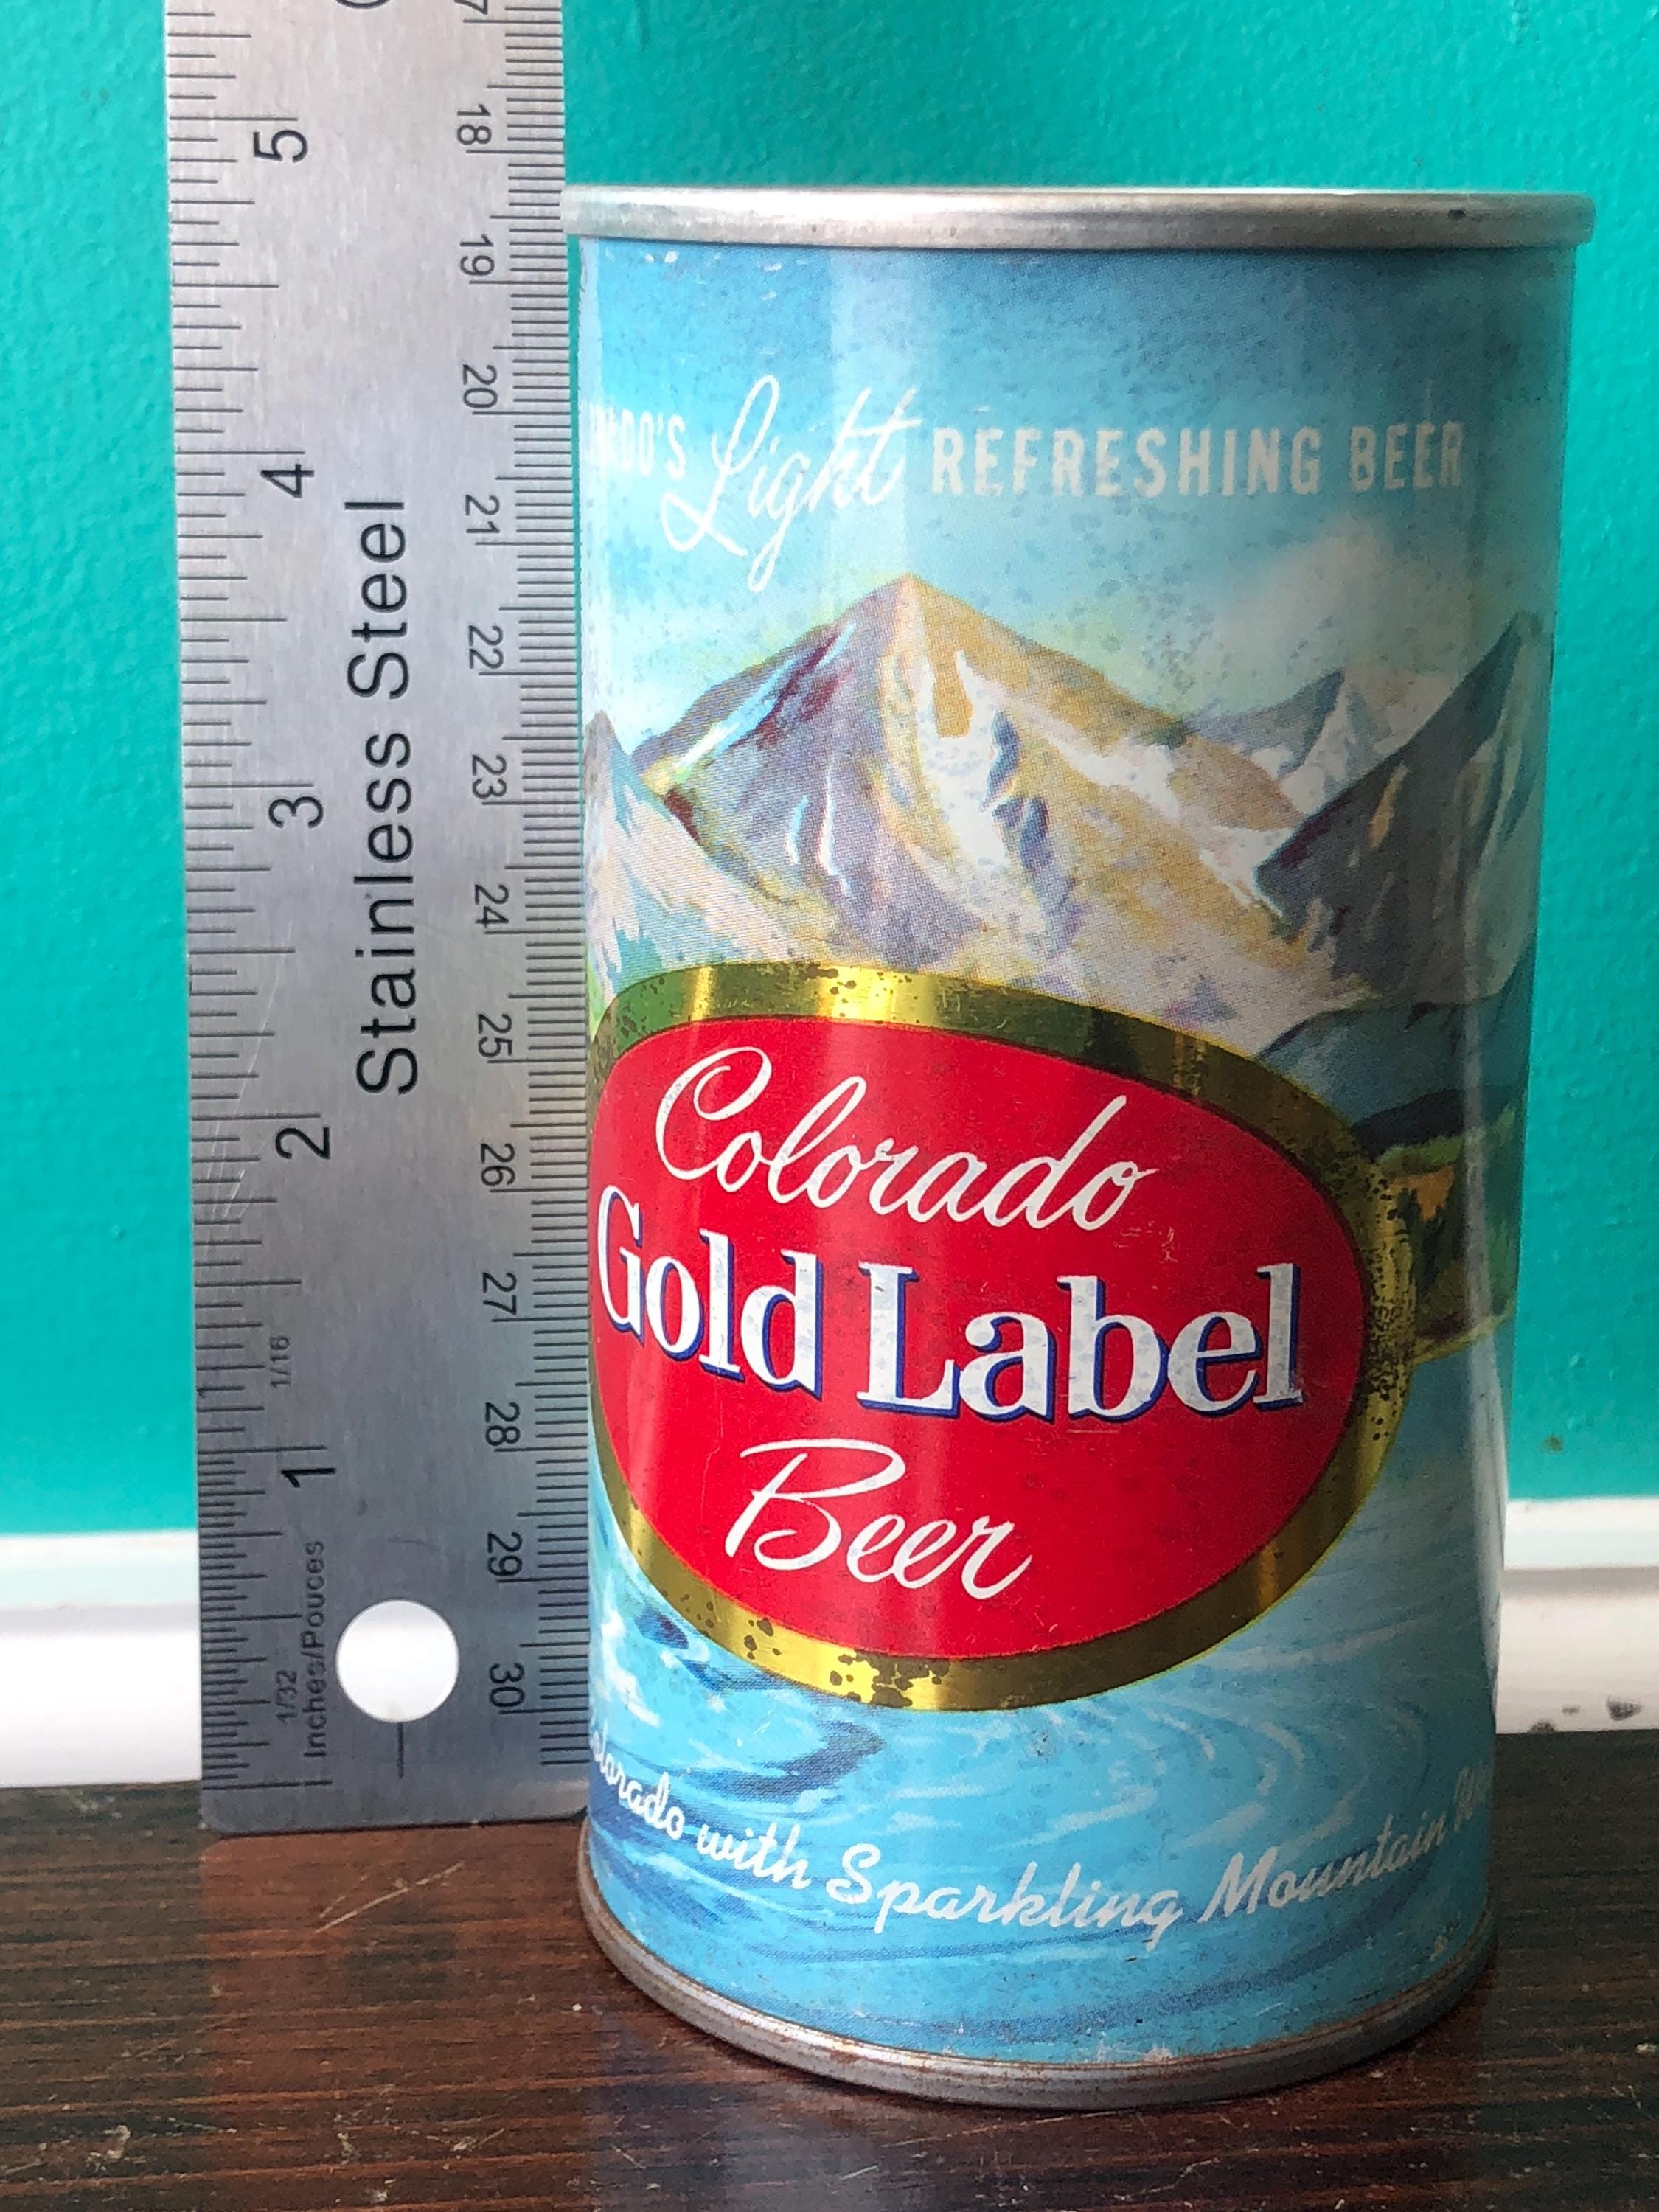 5
4
3
2
1
Stainless Steel
1/16
1/32
Inches/Pouces
18
19
20
21
22
23
24
25
26
27
28
29
30
Light REFRESHING BEER
Colorado
Gold Label
Beer
with Sparkling Mountain